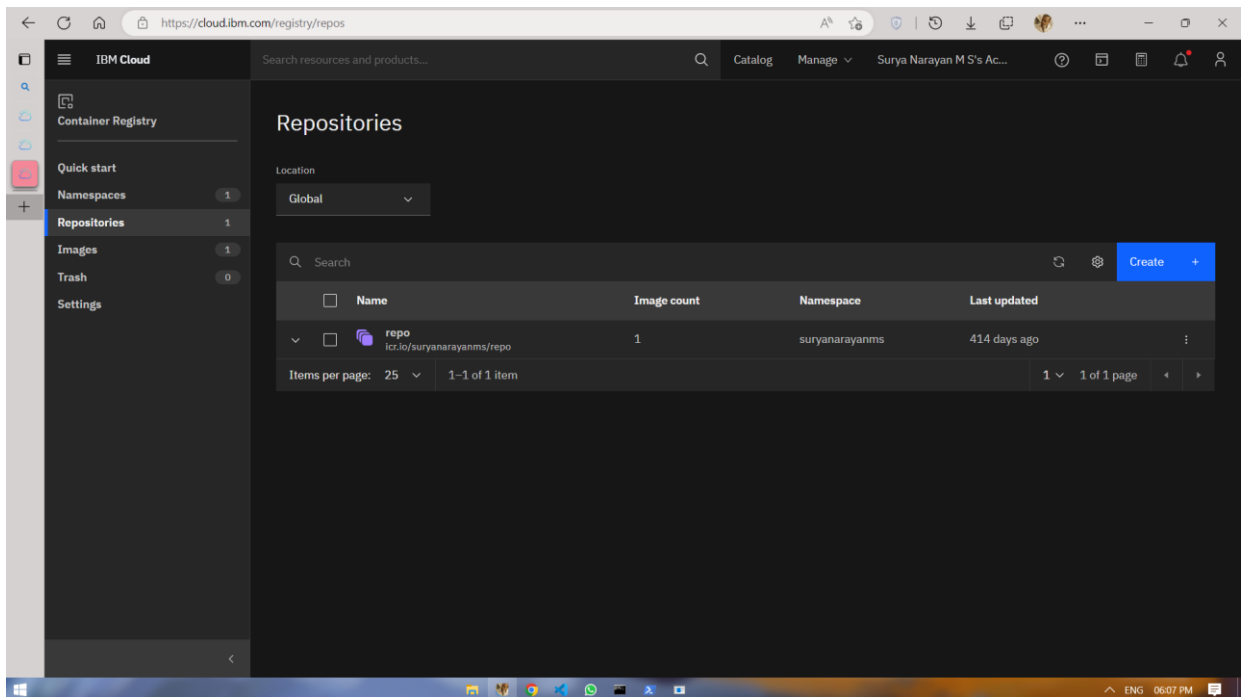 https://cloud.ibm.com/registry/repos
IBM Cloud
Search resources and products...
Catalog
Manage
Surya Narayan M S's Ac...
Container Registry
Quick start
Namespaces 1
Repositories 1
Images 1
Trash 0
Settings
Repositories
Location
Global
Search
Create +
Name Image count Namespace Last updated
repo
icr.io/suryanarayanms/repo
1 suryanarayanms 414 days ago
Items per page: 25 1–1 of 1 item 1 1 of 1 page
ENG 06:07 PM